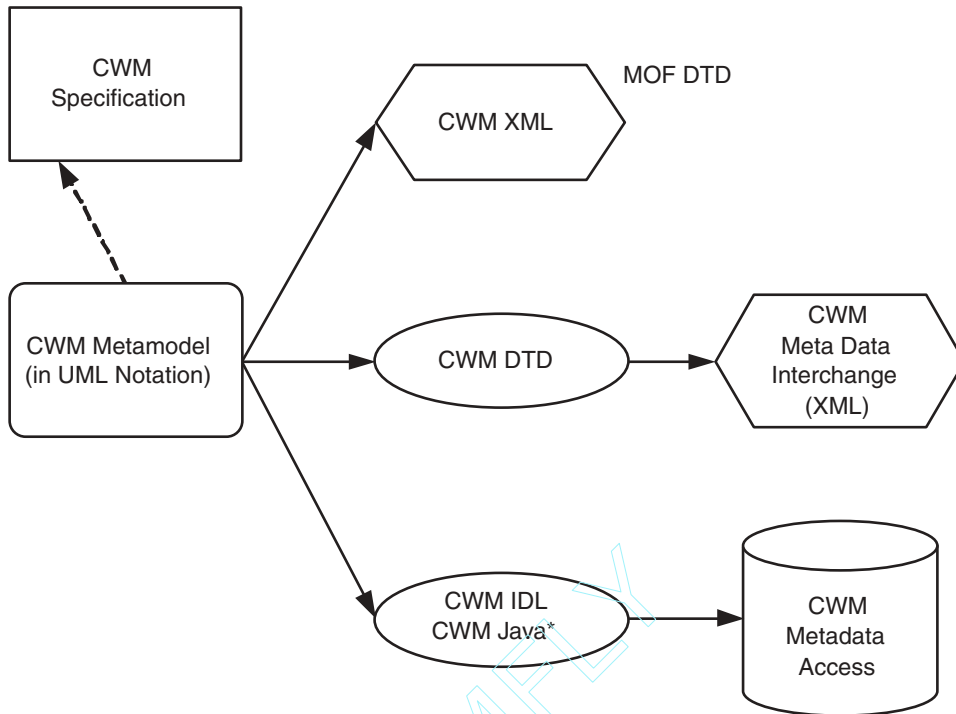 CWM
Specification
CWM XML
MOF DTD
CWM Metamodel
(in UML Notation)
CWM DTD
CWM
Meta Data
Interchange
(XML)
CWM IDL
CWM Java*
CWM
Metadata
Access
MFLY